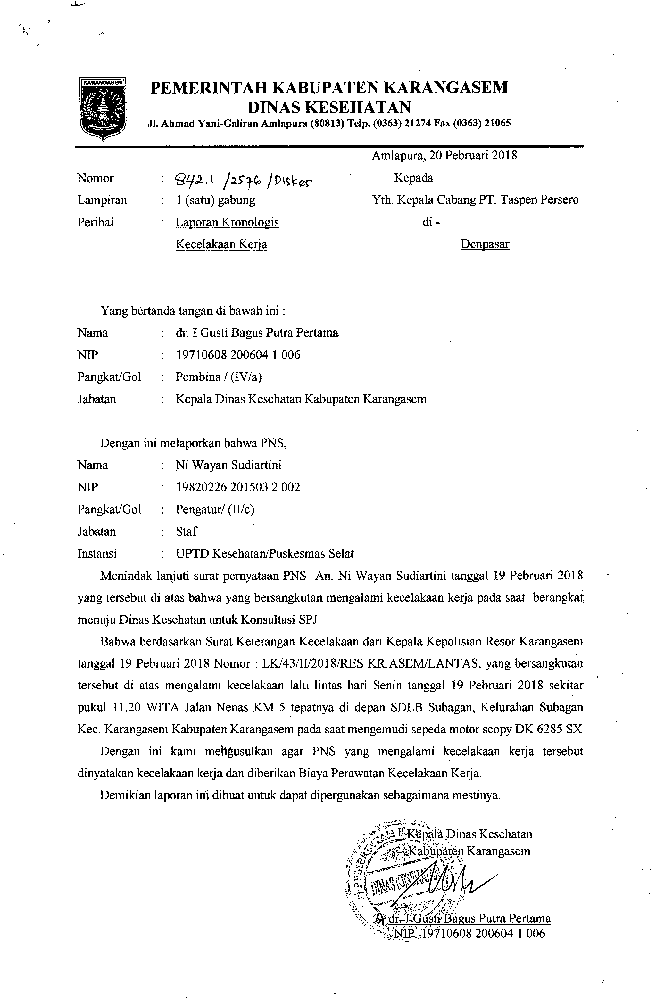 KARANGASEM
PEMERINTAH KABUPATEN KARANGASEM
DINAS KESEHATAN
Jl. Ahmad Yani-Galiran Amlapura (80813) Telp. (0363) 21274 Fax (0363) 21065
Amlapura, 20 Pebruari 2018
Nomor : 842.1 /2576 /Diskes Kepada
Lampiran : 1 (satu) gabung Yth. Kepala Cabang PT. Taspen Persero
Perihal : Laporan Kronologis di -
Kecelakaan Kerja Denpasar
Yang bertanda tangan di bawah ini :
Nama : dr. I Gusti Bagus Putra Pertama
NIP : 19710608 200604 1 006
Pangkat/Gol : Pembina / (IV/a)
Jabatan : Kepala Dinas Kesehatan Kabupaten Karangasem
Dengan ini melaporkan bahwa PNS,
Nama : Ni Wayan Sudiartini
NIP : 19820226 201503 2 002
Pangkat/Gol : Pengatur/ (II/c)
Jabatan : Staf
Instansi : UPTD Kesehatan/Puskesmas Selat
Menindak lanjuti surat pernyataan PNS An. Ni Wayan Sudiartini tanggal 19 Pebruari 2018
yang tersebut di atas bahwa yang bersangkutan mengalami kecelakaan kerja pada saat berangkat
menuju Dinas Kesehatan untuk Konsultasi SPJ
Bahwa berdasarkan Surat Keterangan Kecelakaan dari Kepala Kepolisian Resor Karangasem
tanggal 19 Pebruari 2018 Nomor : LK/43/II/2018/RES KR.ASEM/LANTAS, yang bersangkutan
tersebut di atas mengalami kecelakaan lalu lintas hari Senin tanggal 19 Pebruari 2018 sekitar
pukul 11.20 WITA Jalan Nenas KM 5 tepatnya di depan SDLB Subagan, Kelurahan Subagan
Kec. Karangasem Kabupaten Karangasem pada saat mengemudi sepeda motor scopy DK 6285 SX
Dengan ini kami mengusulkan agar PNS yang mengalami kecelakaan kerja tersebut
dinyatakan kecelakaan kerja dan diberikan Biaya Perawatan Kecelakaan Kerja.
Demikian laporan ini dibuat untuk dapat dipergunakan sebagaimana mestinya.
Kepala Dinas Kesehatan
Kabupaten Karangasem
PEMERINTAH
DINAS KESEHATAN
dr. I Gusti Bagus Putra Pertama
NIP. 19710608 200604 1 006